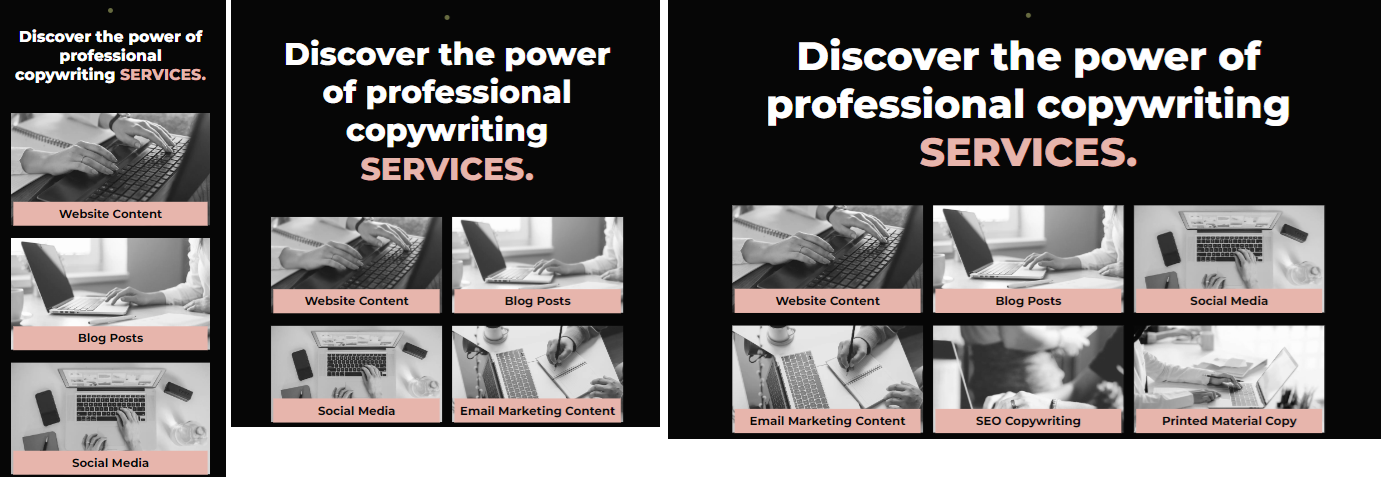 Discover the power of
professional
copywriting SERVICES.
Website Content
Blog Posts
Social Media
Discover the power
of professional
copywriting
SERVICES.
Website Content
Blog Posts
Social Media
Email Marketing Content
Discover the power of
professional copywriting
SERVICES.
Website Content
Blog Posts
Social Media
Email Marketing Content
SEO Copywriting
Printed Material Copy